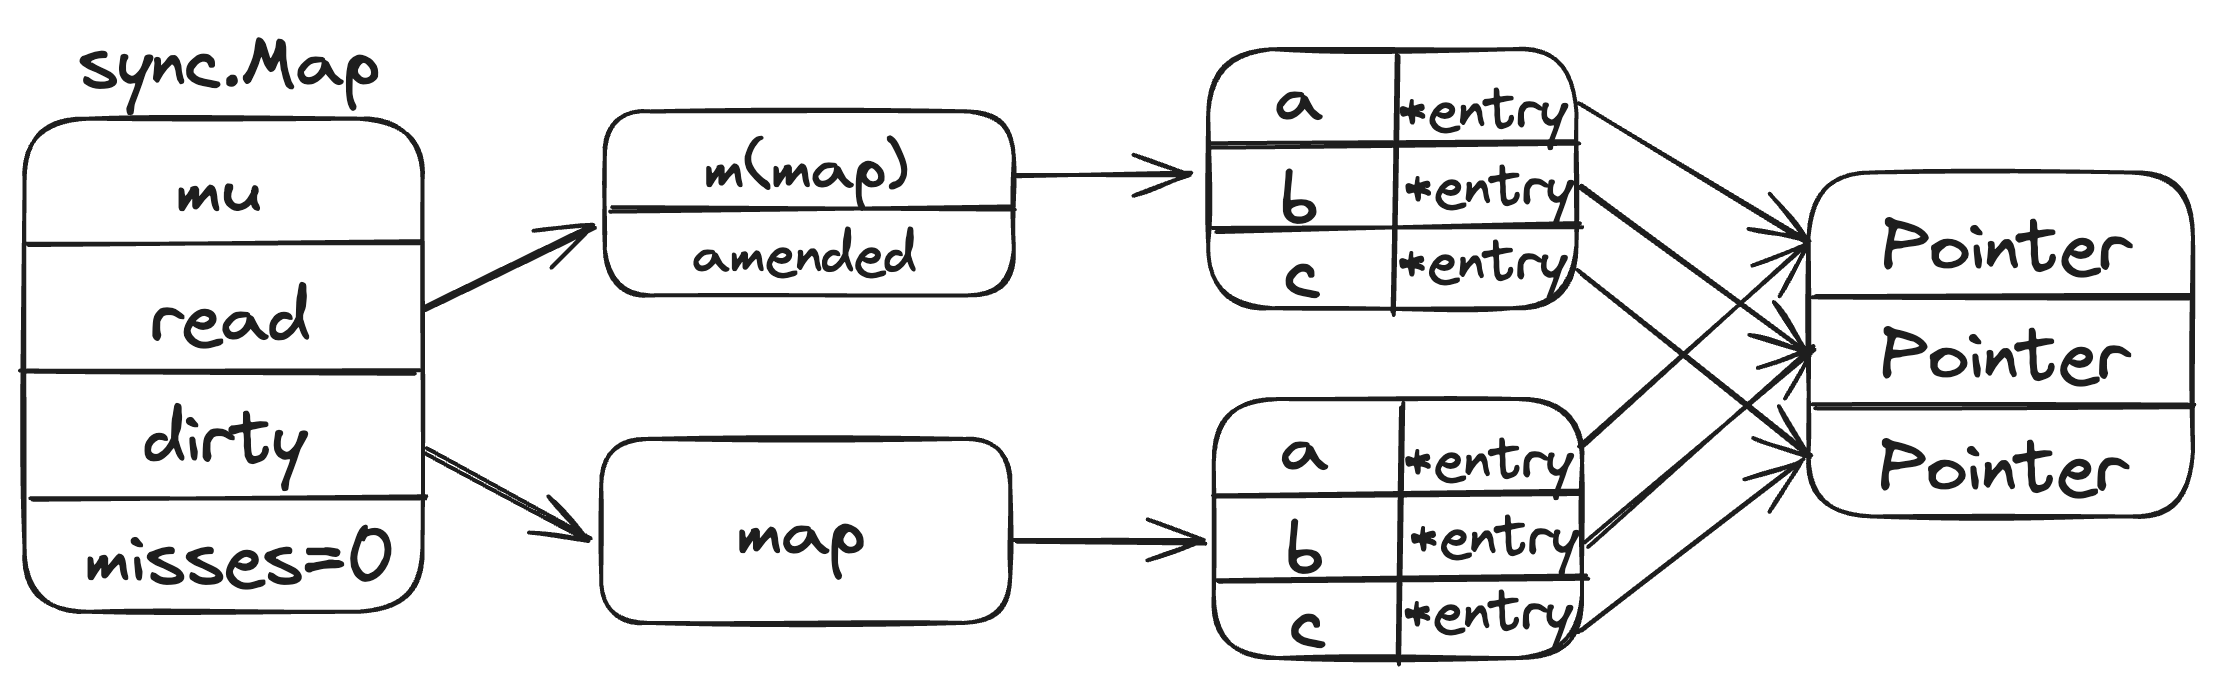 sync.Map
mu
read
dirty
misses=0
m(map)
amended
map
a *entry
b *entry
c *entry
a *entry
b *entry
c *entry
Pointer
Pointer
Pointer